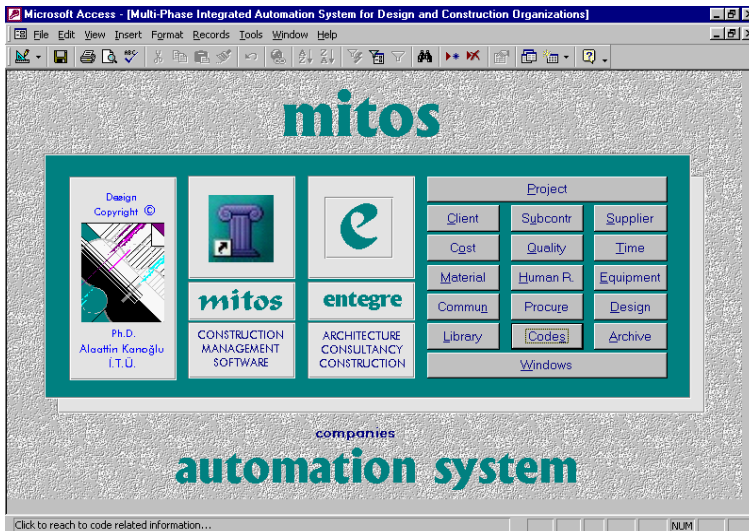 Microsoft Access - [Multi-Phase Integrated Automation System for Design and Construction Organizations]
File Edit View Insert Format Records Tools Window Help
mitos
Design
Copyright ©
Ph.D.
Alaattin Kanoğlu
İ.T.Ü.
mitos
CONSTRUCTION
MANAGEMENT
SOFTWARE
e
entegre
ARCHITECTURE
CONSULTANCY
CONSTRUCTION
Project
Client Subcontr Supplier
Cost Quality Time
Material Human R. Equipment
Commun Procure Design
Library Codes Archive
Windows
companies
automation system
Click to reach to code related information...
NUM